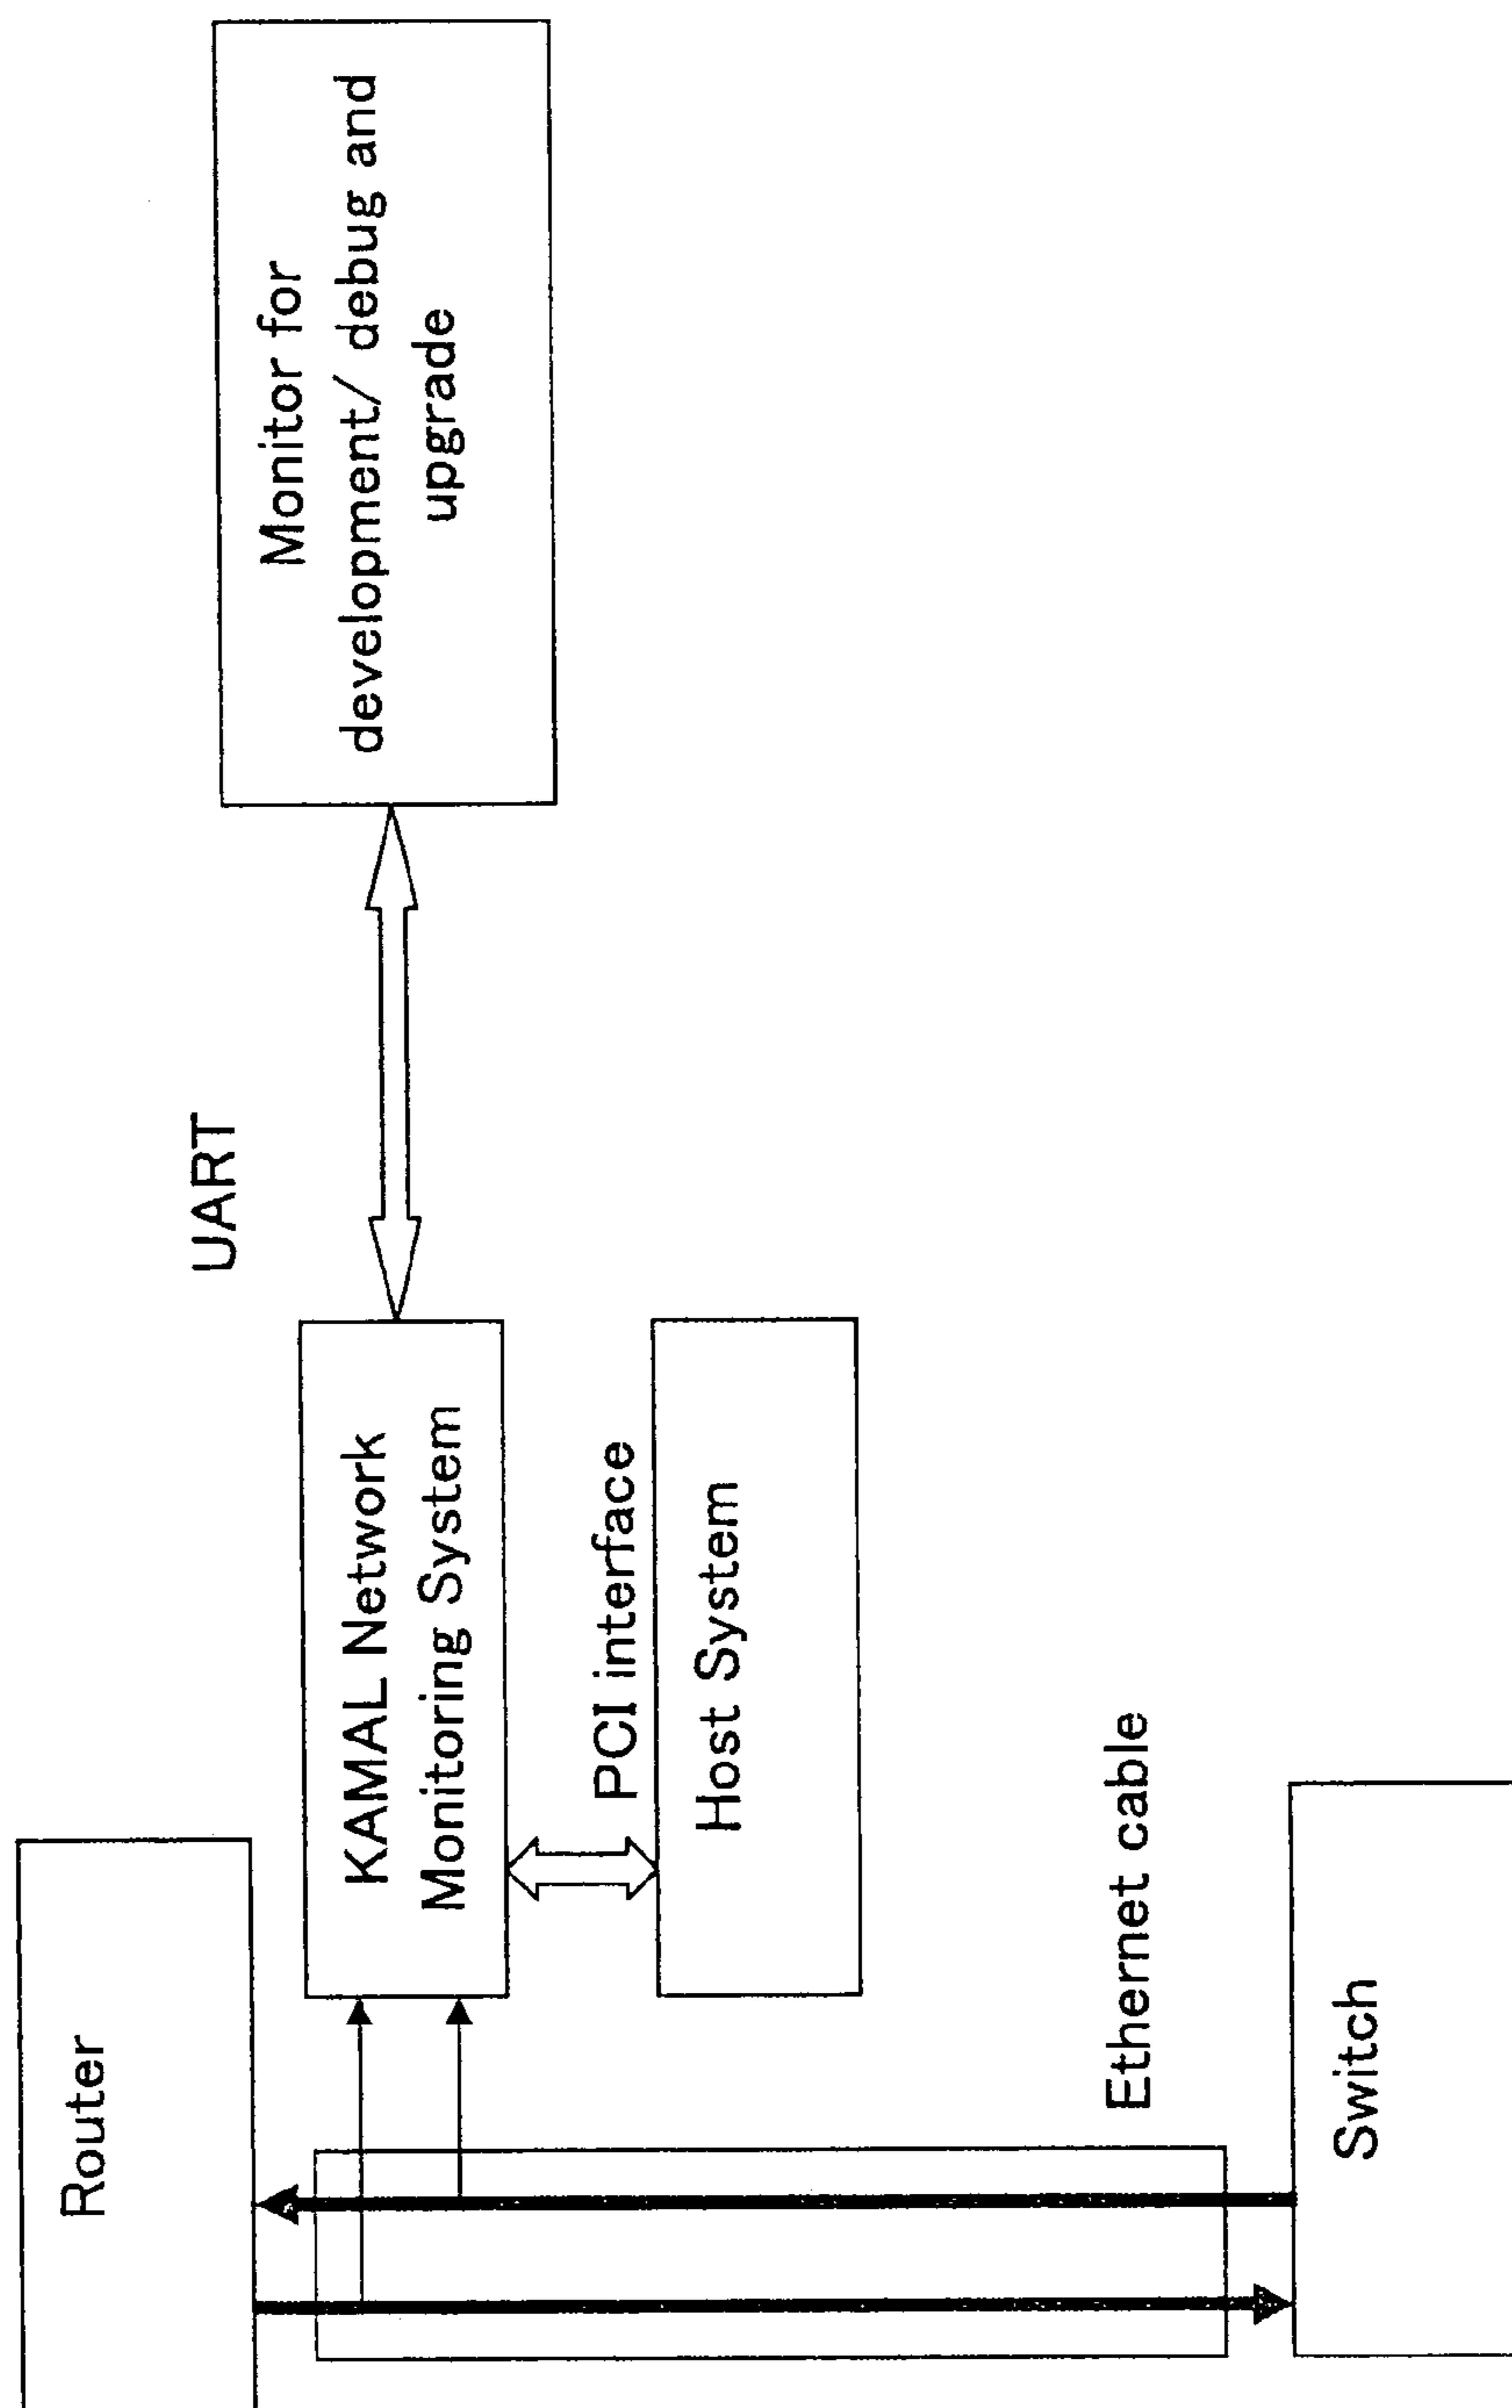 Router
UART
Monitor for
development/ debug and
upgrade
KAMAL Network
Monitoring System
PCI interface
Host System
Ethernet cable
Switch